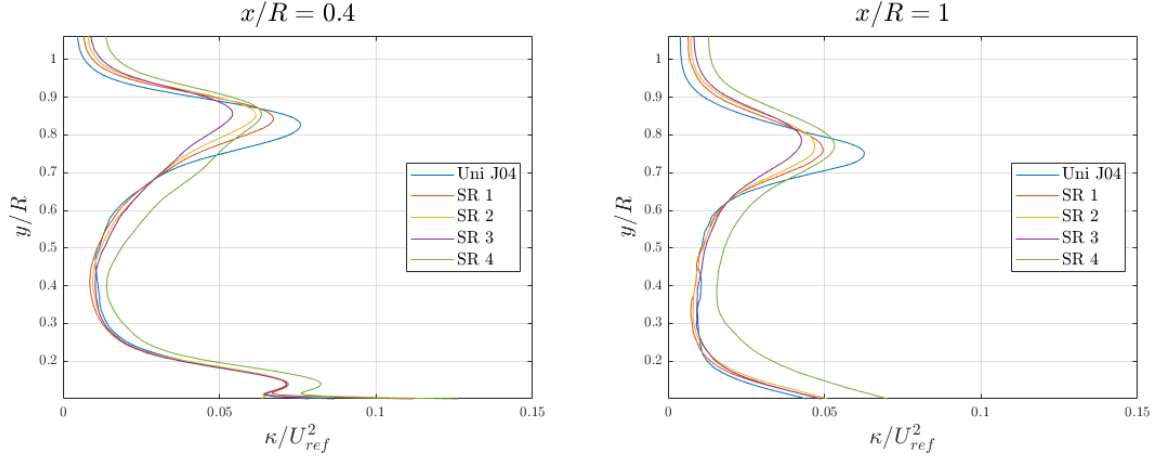 x/R = 0.4
1
0.9
0.8
0.7
0.6
0.5
0.4
0.3
0.2
y/R
0
0.05
0.1
0.15
κ/U²ref
Uni J04
SR 1
SR 2
SR 3
SR 4
x/R = 1
1
0.9
0.8
0.7
0.6
0.5
0.4
0.3
0.2
y/R
0
0.05
0.1
0.15
κ/U²ref
Uni J04
SR 1
SR 2
SR 3
SR 4